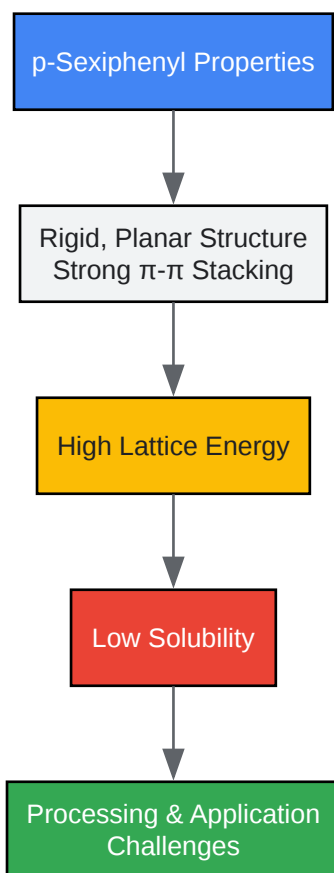 p-Sexiphenyl Properties
Rigid, Planar Structure
Strong π-π Stacking
High Lattice Energy
Low Solubility
Processing & Application
Challenges